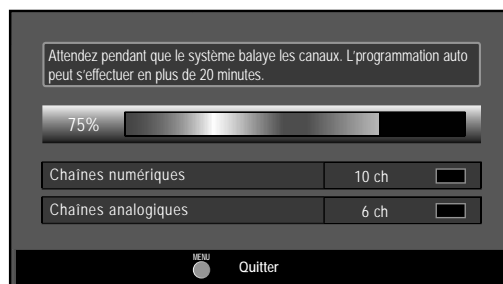 Attendez pendant que le système balaye les canaux. L'programmation auto
peut s'effectuer en plus de 20 minutes.
75%
Chaînes numériques 10 ch
Chaînes analogiques 6 ch
MENU
Quitter